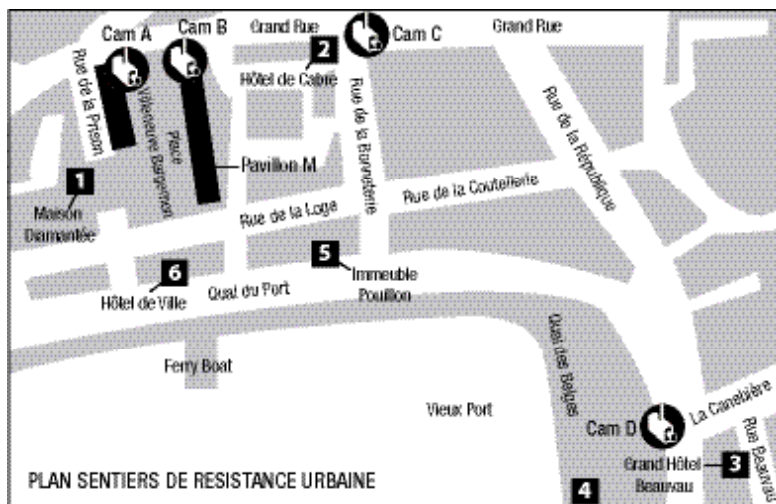 Cam A
Cam B
Grand Rue
2
Cam C
Grand Rue
Hôtel de Cabre
Rue de la Prison
Villeneuve Bargemon
Place
Pavillon M
Rue de la Bonneterie
Rue de la République
1
Maison
Diamantée
Rue de la Loge
Rue de la Coutellerie
5
Immeuble
Pouillon
6
Hôtel de Ville
Quai du Port
Ferry Boat
Quai des Belges
Vieux Port
La Canebière
Cam D
Grand Hôtel
Beauvau
3
Rue Beauvau
4
PLAN SENTIERS DE RESISTANCE URBAINE